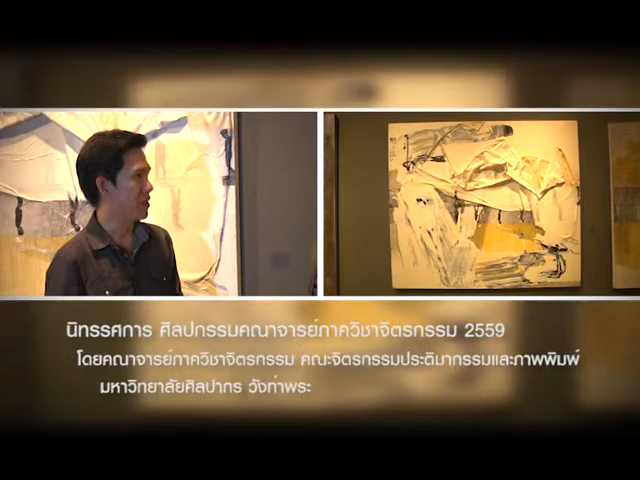 นิทรรศการ ศิลปกรรมคณาจารย์ภาควิชาจิตรกรรม 2559
โดยคณาจารย์ภาควิชาจิตรกรรม คณะจิตรกรรมประติมากรรมและภาพพิมพ์
มหาวิทยาลัยศิลปากร วังท่าพระ